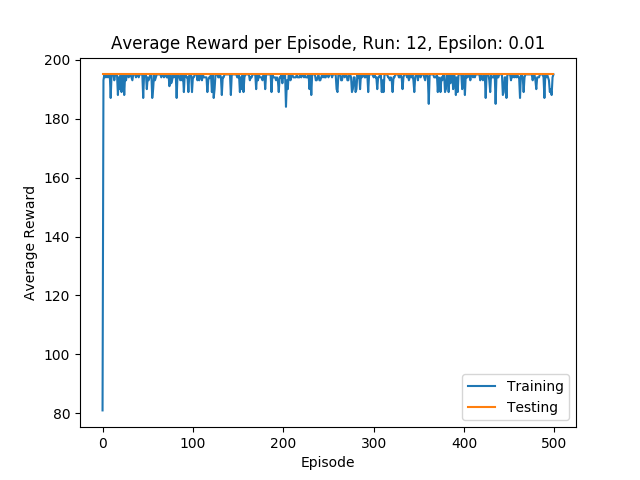 Average Reward per Episode, Run: 12, Epsilon: 0.01
200
180
160
140
120
100
80
Average Reward
0 100 200 300 400 500
Episode
Training
Testing